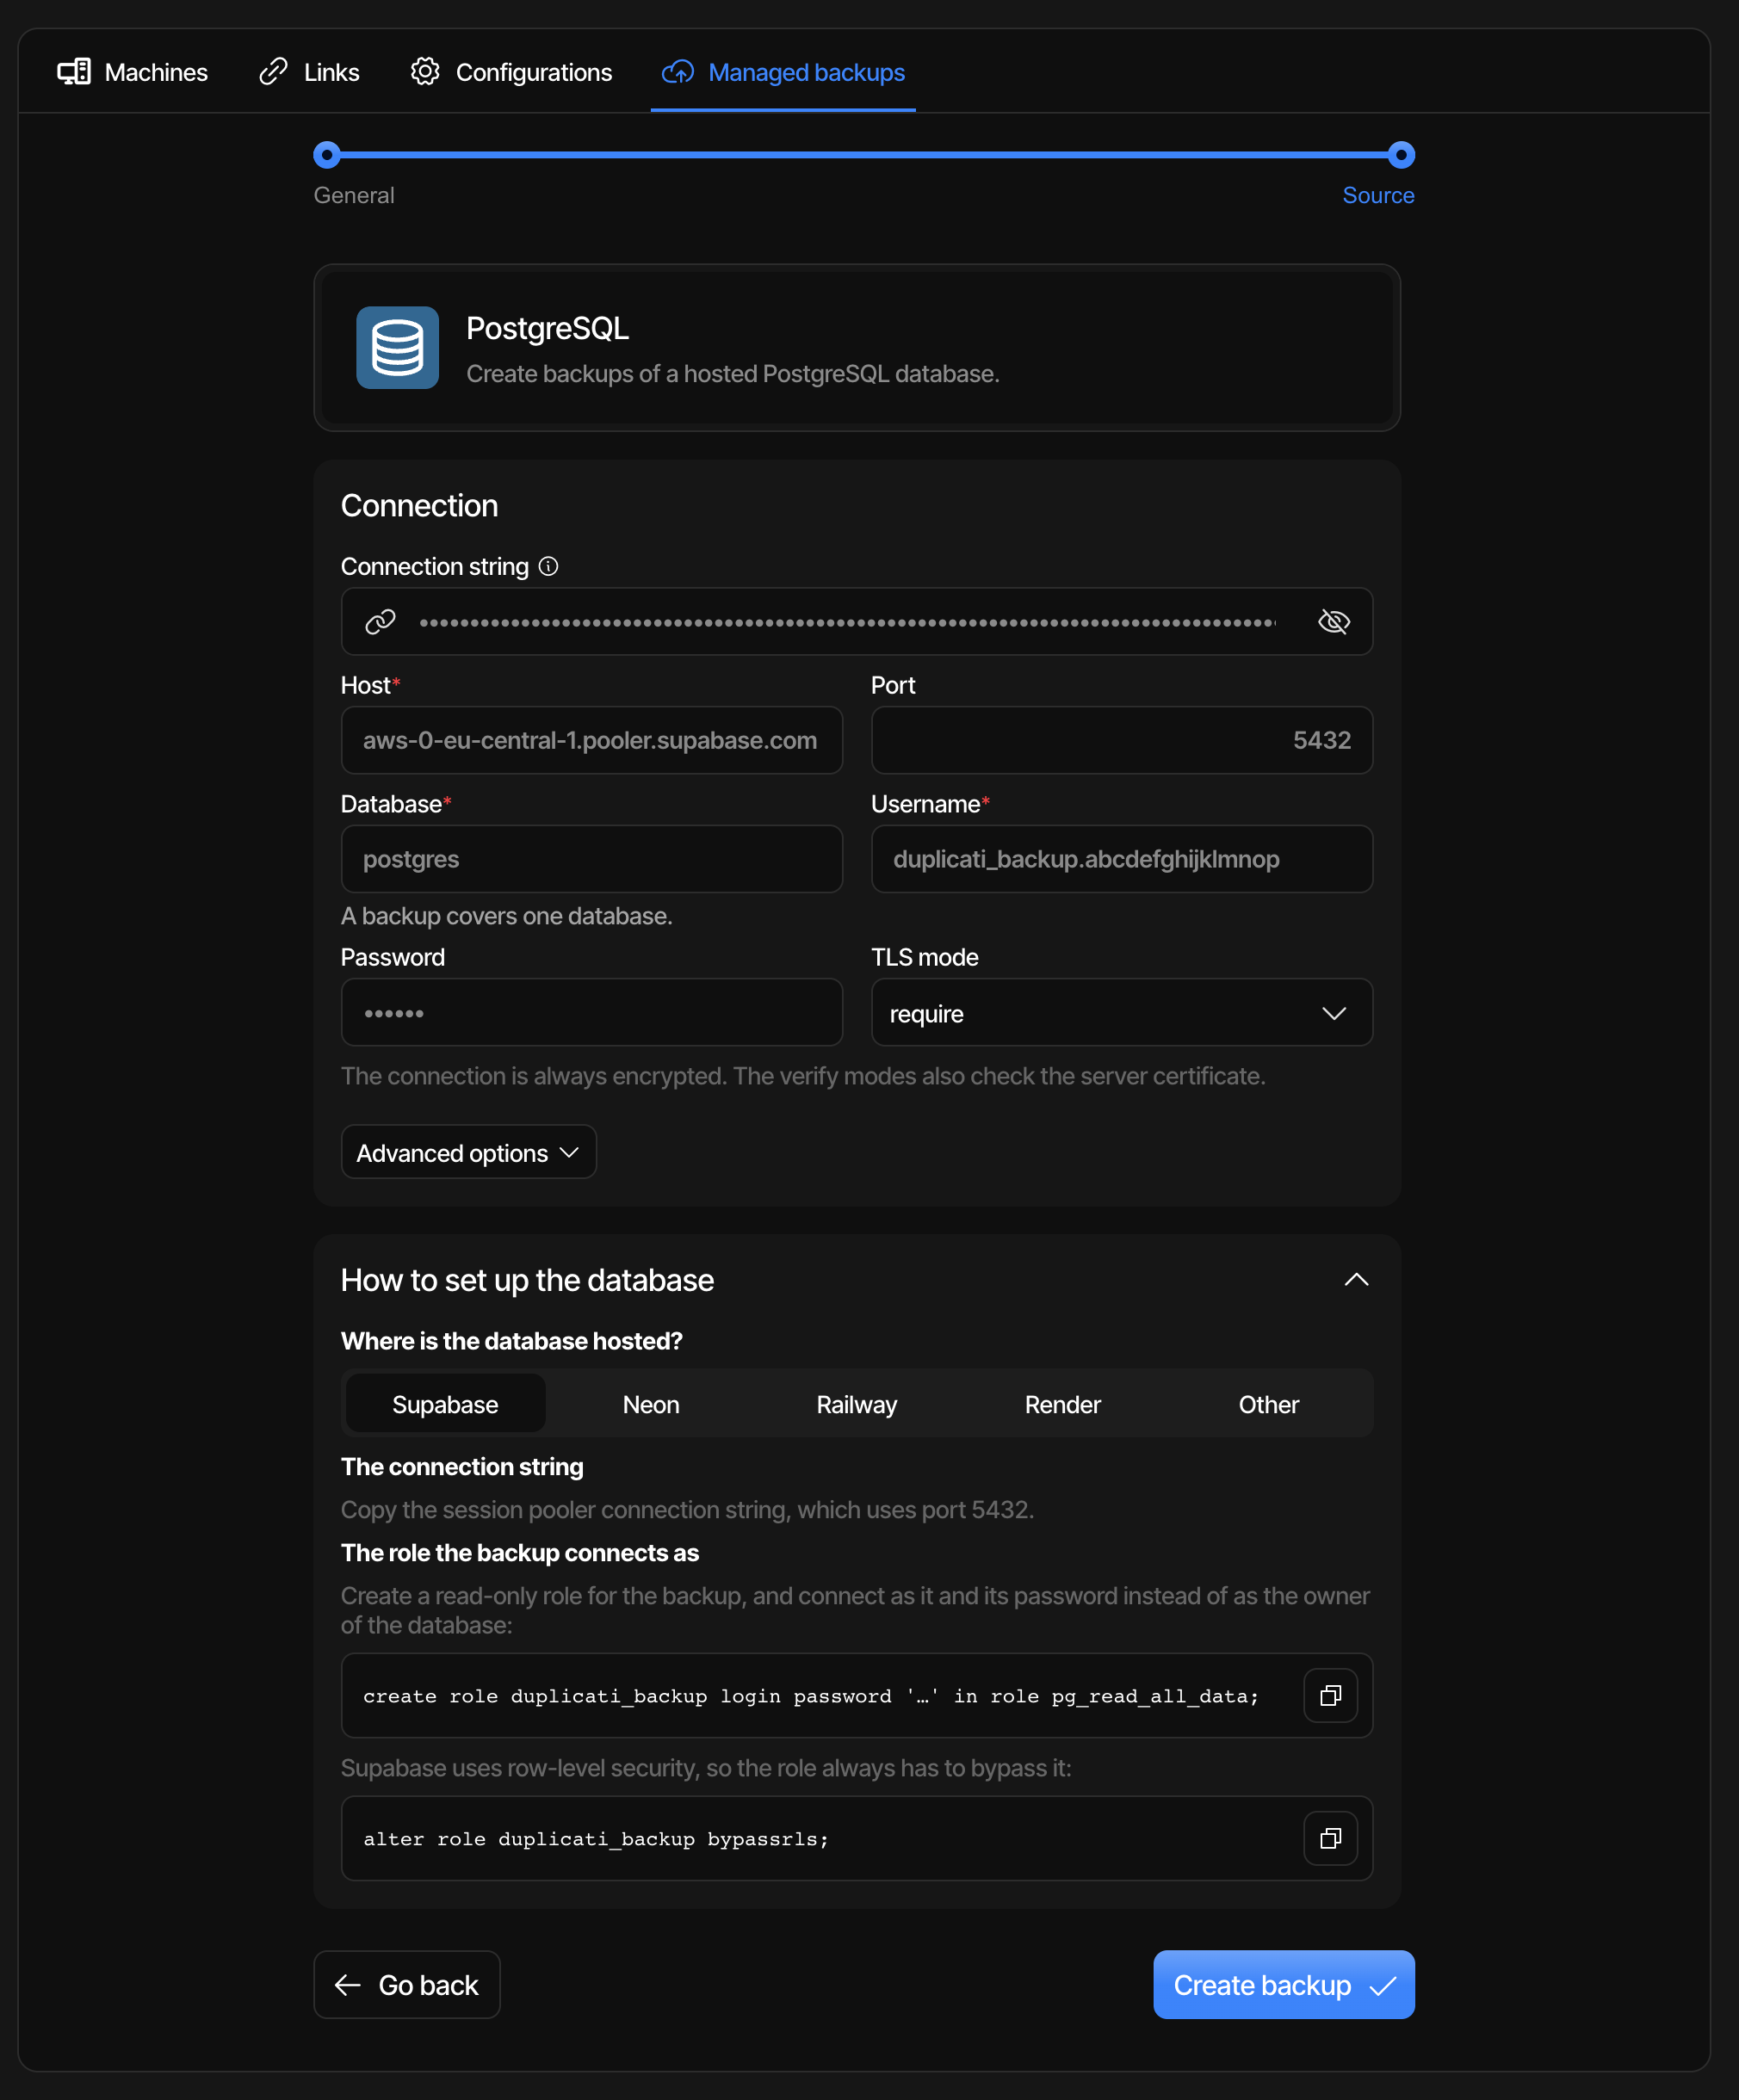 Machines
Links
Configurations
Managed backups
General
Source
PostgreSQL
Create backups of a hosted PostgreSQL database.
Connection
Connection string
••••••••••••••••••••••••••••••••••••••••••••••••••••••••••••••••••••••••••••••••••••
Host*
Port
aws-0-eu-central-1.pooler.supabase.com
5432
Database*
Username*
postgres
duplicati_backup.abcdefghijklmnop
A backup covers one database.
Password
TLS mode
••••••
require
The connection is always encrypted. The verify modes also check the server certificate.
Advanced options
How to set up the database
Where is the database hosted?
Supabase
Neon
Railway
Render
Other
The connection string
Copy the session pooler connection string, which uses port 5432.
The role the backup connects as
Create a read-only role for the backup, and connect as it and its password instead of as the owner
of the database:
create role duplicati_backup login password '…' in role pg_read_all_data;
Supabase uses row-level security, so the role always has to bypass it:
alter role duplicati_backup bypassrls;
Go back
Create backup